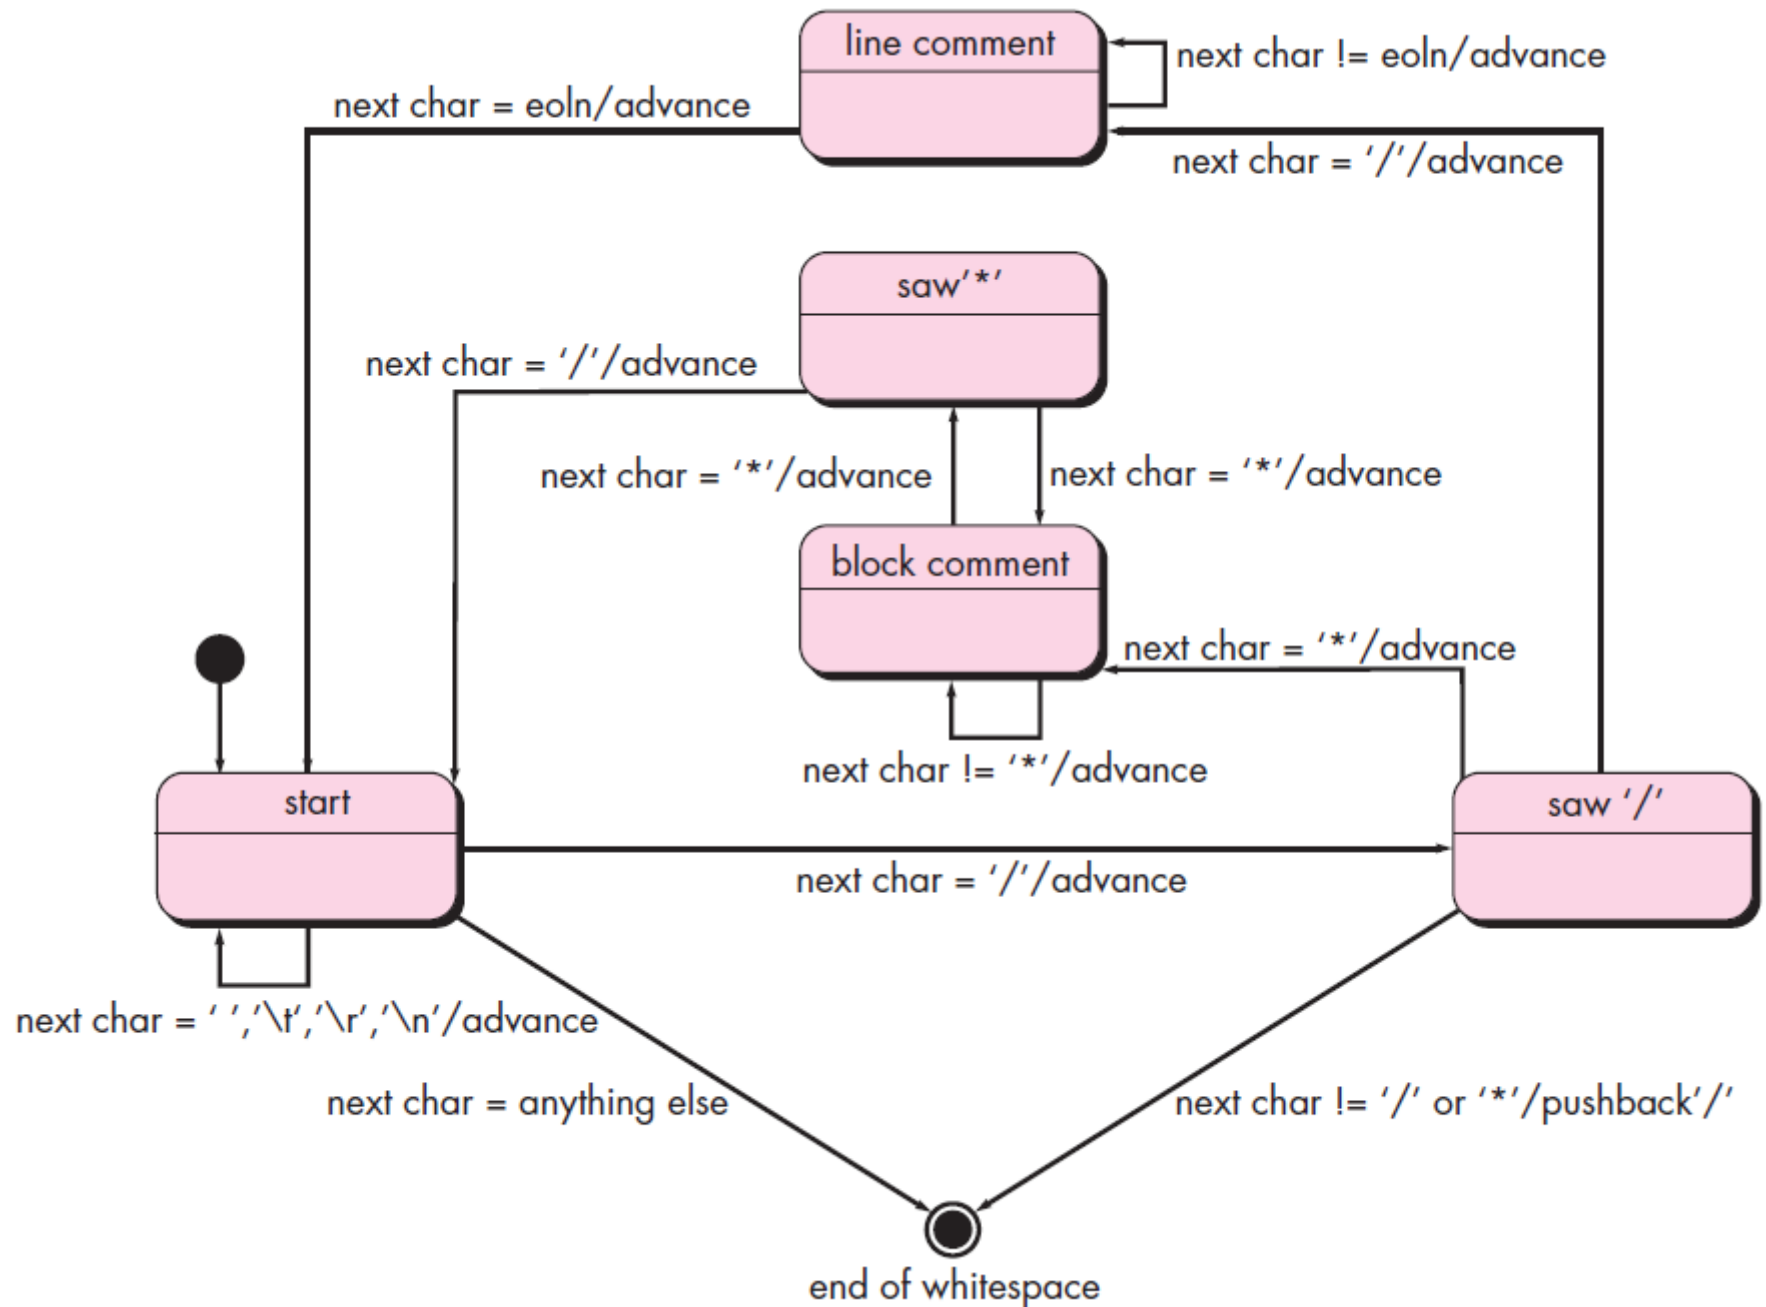 line comment
next char != eoln/advance
next char = eoln/advance
next char = ‘/’/advance
saw’*’
next char = ‘/’/advance
next char = ‘*’/advance
next char = ‘*’/advance
block comment
next char = ‘*’/advance
next char != ‘*’/advance
start
saw ‘/’
next char = ‘/’/advance
next char = ‘ ’,’\t‘,’\r’,’\n’/advance
next char = anything else
next char != ‘/’ or ‘*’/pushback’/’
end of whitespace